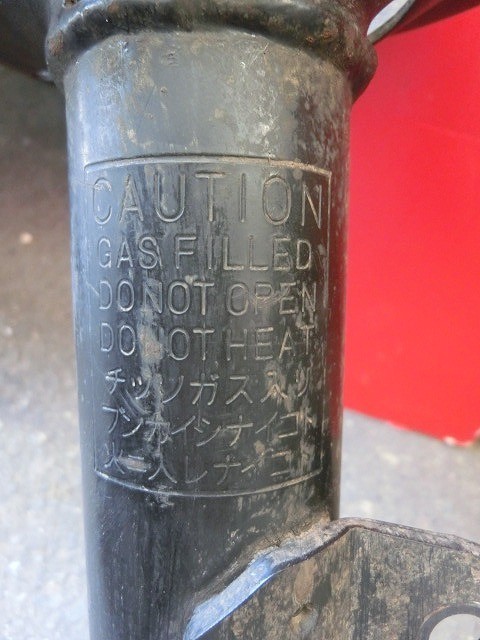 CAUTION
GAS FILLED
DO NOT OPEN
DO NOT HEAT
チッソガス入リ
ブンカイシナイコト
火ニ入レナイコト